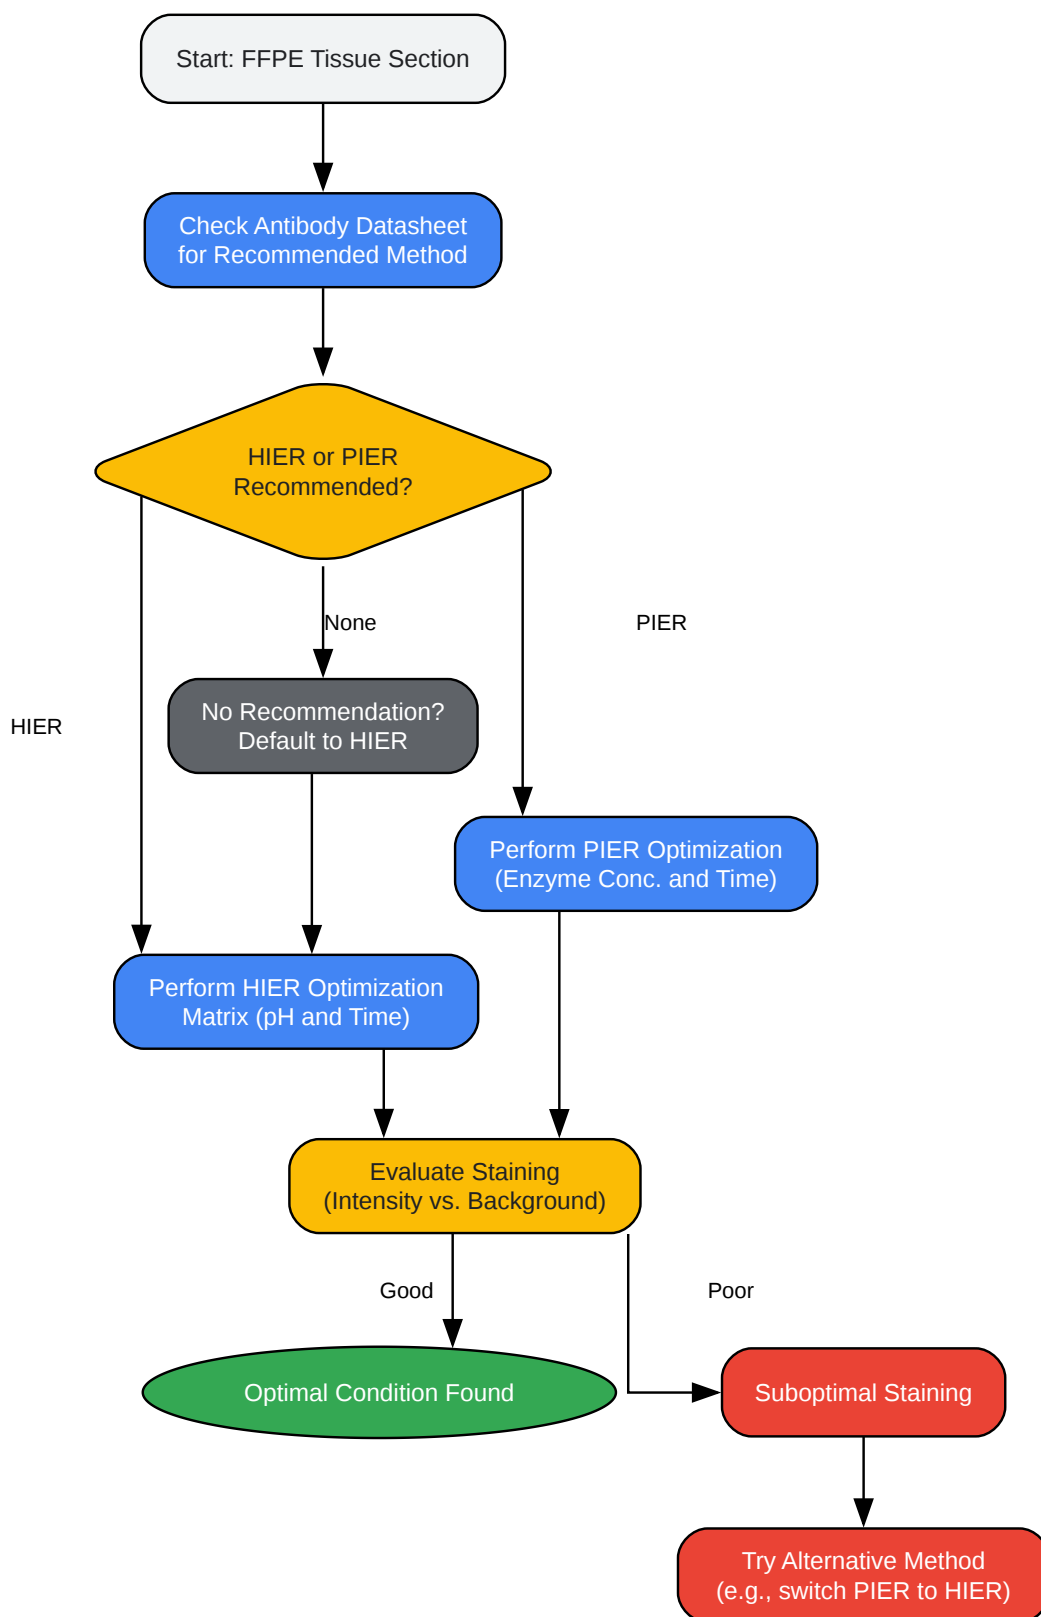 Start: FFPE Tissue Section
Check Antibody Datasheet
for Recommended Method
HIER or PIER
Recommended?
None
PIER
No Recommendation?
Default to HIER
HIER
Perform PIER Optimization
(Enzyme Conc. and Time)
Perform HIER Optimization
Matrix (pH and Time)
Evaluate Staining
(Intensity vs. Background)
Good
Poor
Optimal Condition Found
Suboptimal Staining
Try Alternative Method
(e.g., switch PIER to HIER)